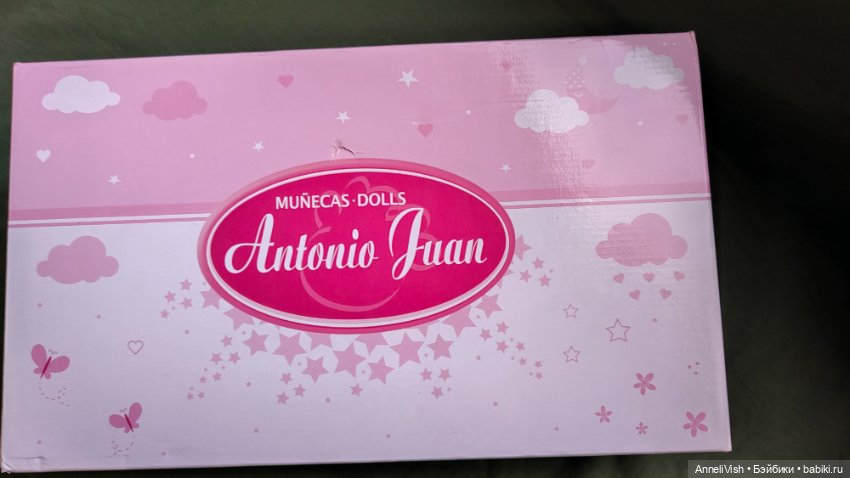 MUÑECAS·DOLLS
Antonio Juan
AnneliVish • Бэйбики • babiki.ru